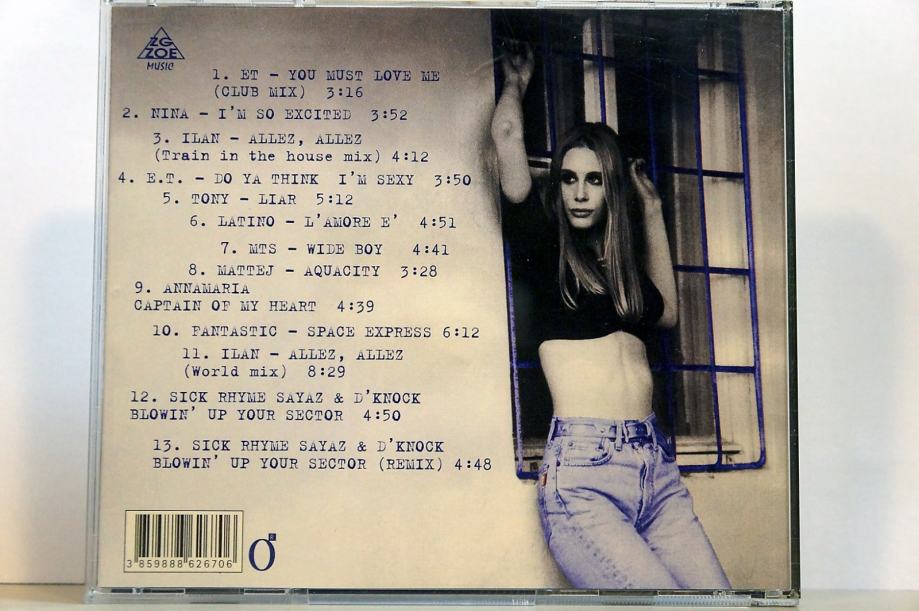 ZG
ZOE
MUSIC
1. ET - YOU MUST LOVE ME
(CLUB MIX) 3:16
2. NINA - I'M SO EXCITED 3:52
3. ILAN - ALLEZ, ALLEZ
(Train in the house mix) 4:12
4. E.T. - DO YA THINK I'M SEXY 3:50
5. TONY - LIAR 5:12
6. LATINO - L'AMORE E' 4:51
7. MTS - WIDE BOY 4:41
8. MATTEJ - AQUACITY 3:28
9. ANNAMARIA
CAPTAIN OF MY HEART 4:39
10. FANTASTIC - SPACE EXPRESS 6:12
11. ILAN - ALLEZ, ALLEZ
(World mix) 8:29
12. SICK RHYME SAYAZ & D'KNOCK
BLOWIN' UP YOUR SECTOR 4:50
13. SICK RHYME SAYAZ & D'KNOCK
BLOWIN' UP YOUR SECTOR (REMIX) 4:48
3 859888 626706